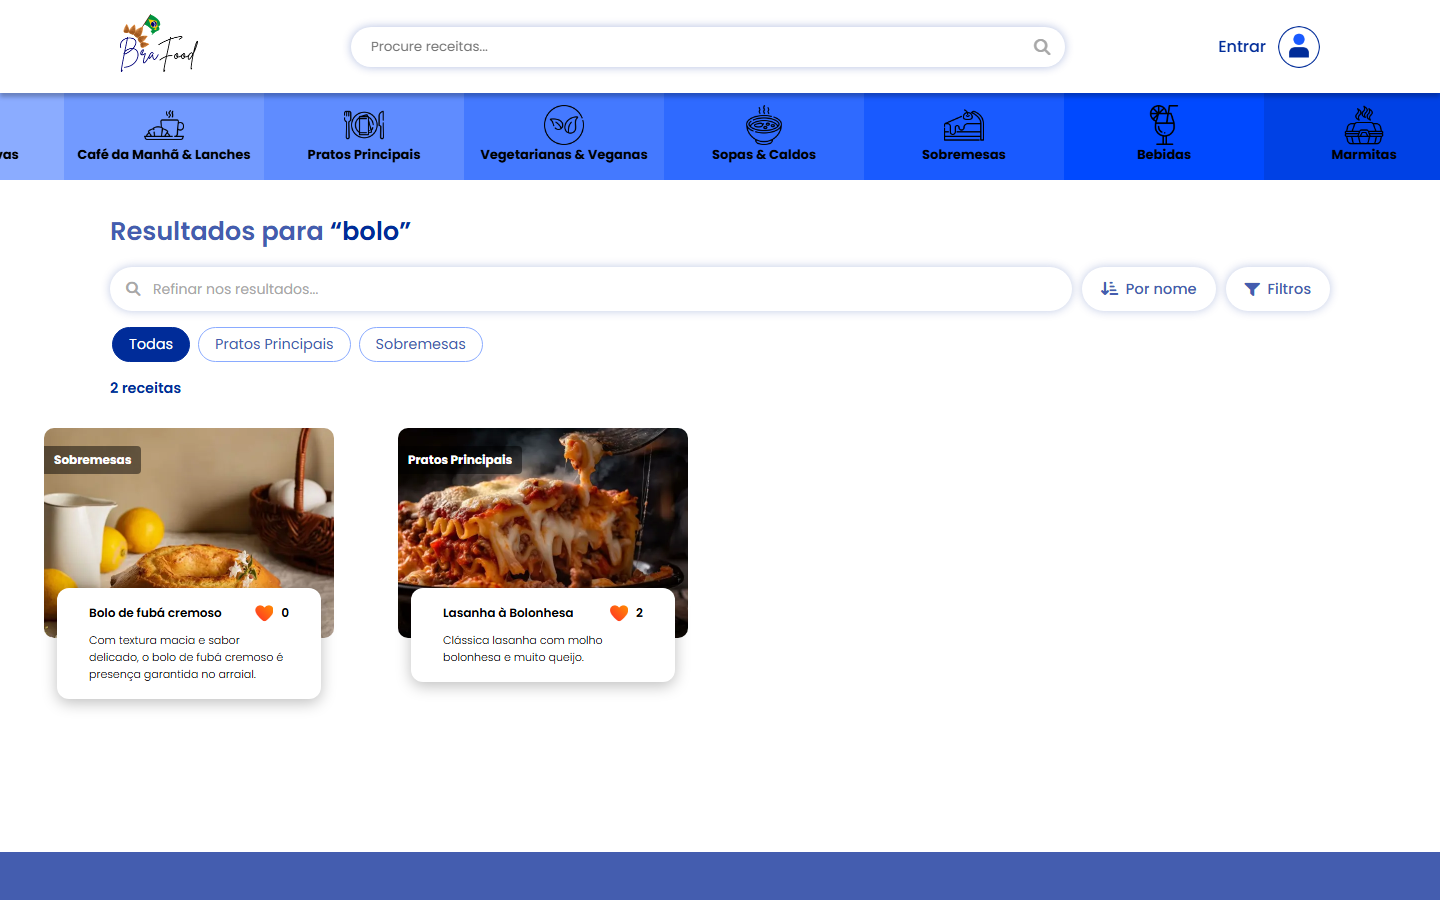 Bra Food
Procure receitas...
Entrar
vas
Café da Manhã & Lanches
Pratos Principais
Vegetarianas & Veganas
Sopas & Caldos
Sobremesas
Bebidas
Marmitas
Resultados para “bolo”
Refinar nos resultados...
Por nome
Filtros
Todas
Pratos Principais
Sobremesas
2 receitas
Sobremesas
Bolo de fubá cremoso
0
Com textura macia e sabor
delicado, o bolo de fubá cremoso é
presença garantida no arraial.
Pratos Principais
Lasanha à Bolonhesa
2
Clássica lasanha com molho
bolonhesa e muito queijo.